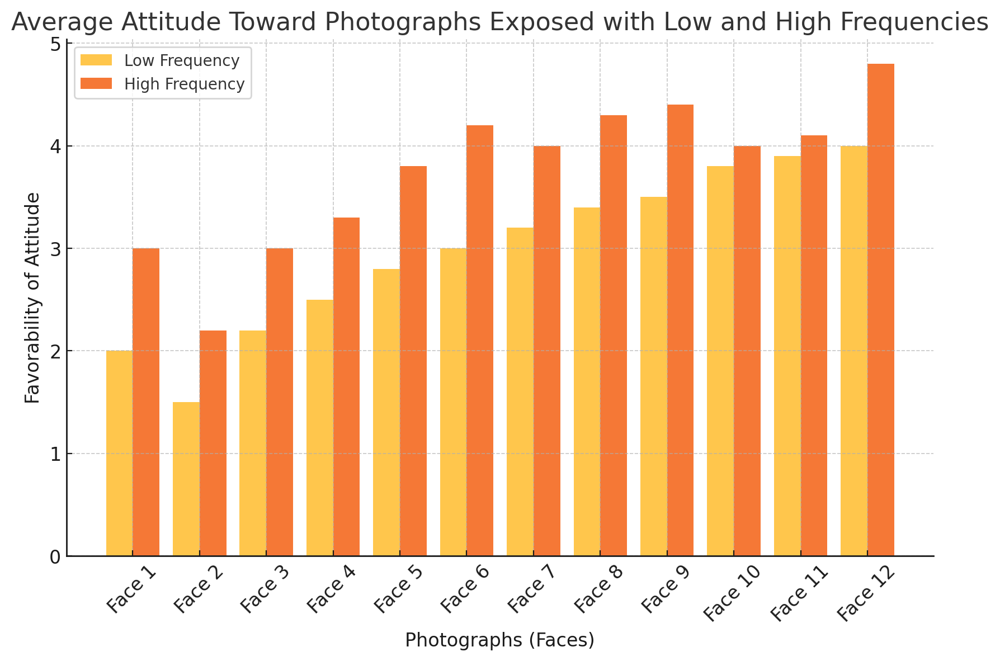 Average Attitude Toward Photographs Exposed with Low and High Frequencies
Low Frequency
High Frequency
Favorability of Attitude
5
4
3
2
1
0
Face 1
Face 2
Face 3
Face 4
Face 5
Face 6
Face 7
Face 8
Face 9
Face 10
Face 11
Face 12
Photographs (Faces)